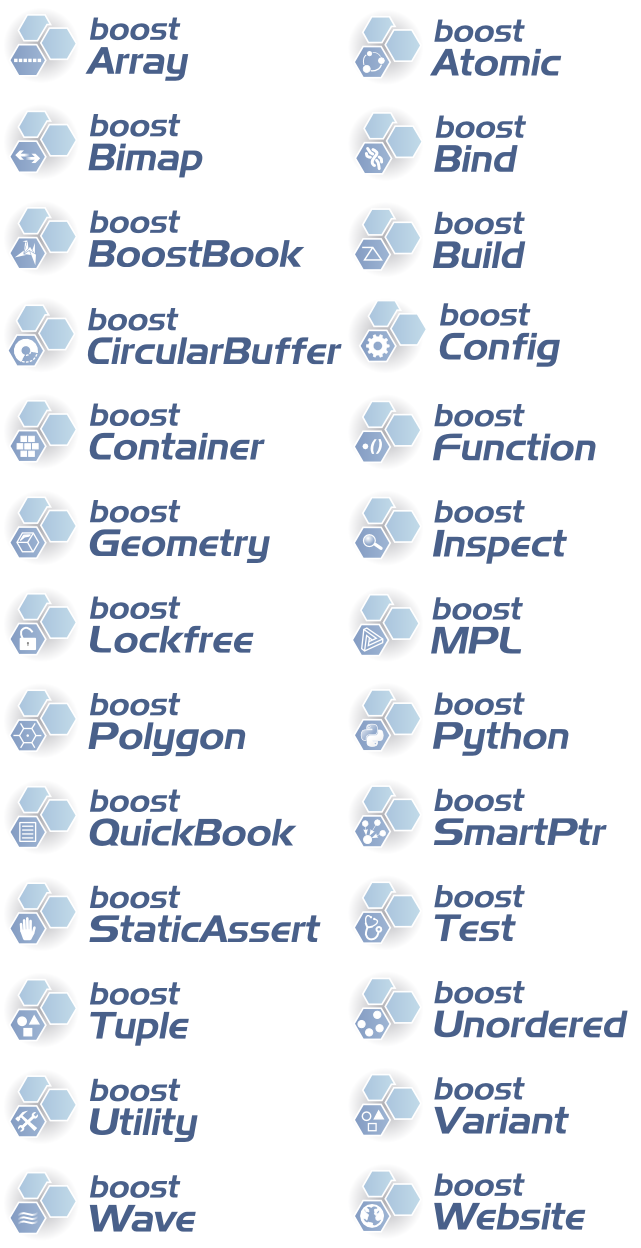 boost
Array
boost
Atomic
boost
Bimap
boost
Bind
boost
BoostBook
boost
Build
boost
CircularBuffer
boost
Config
boost
Container
boost
Function
boost
Geometry
boost
Inspect
boost
Lockfree
boost
MPL
boost
Polygon
boost
Python
boost
QuickBook
boost
SmartPtr
boost
StaticAssert
boost
Test
boost
Tuple
boost
Unordered
boost
Utility
boost
Variant
boost
Wave
boost
Website